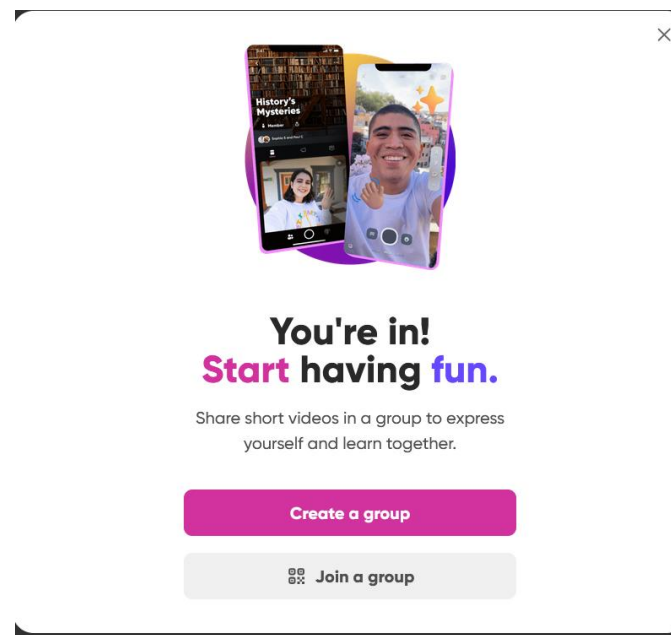 History's
Mysteries
Member
You're in!
Start having fun.
Share short videos in a group to express
yourself and learn together.
Create a group
Join a group